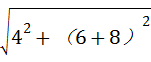 √4² + （6 + 8）²